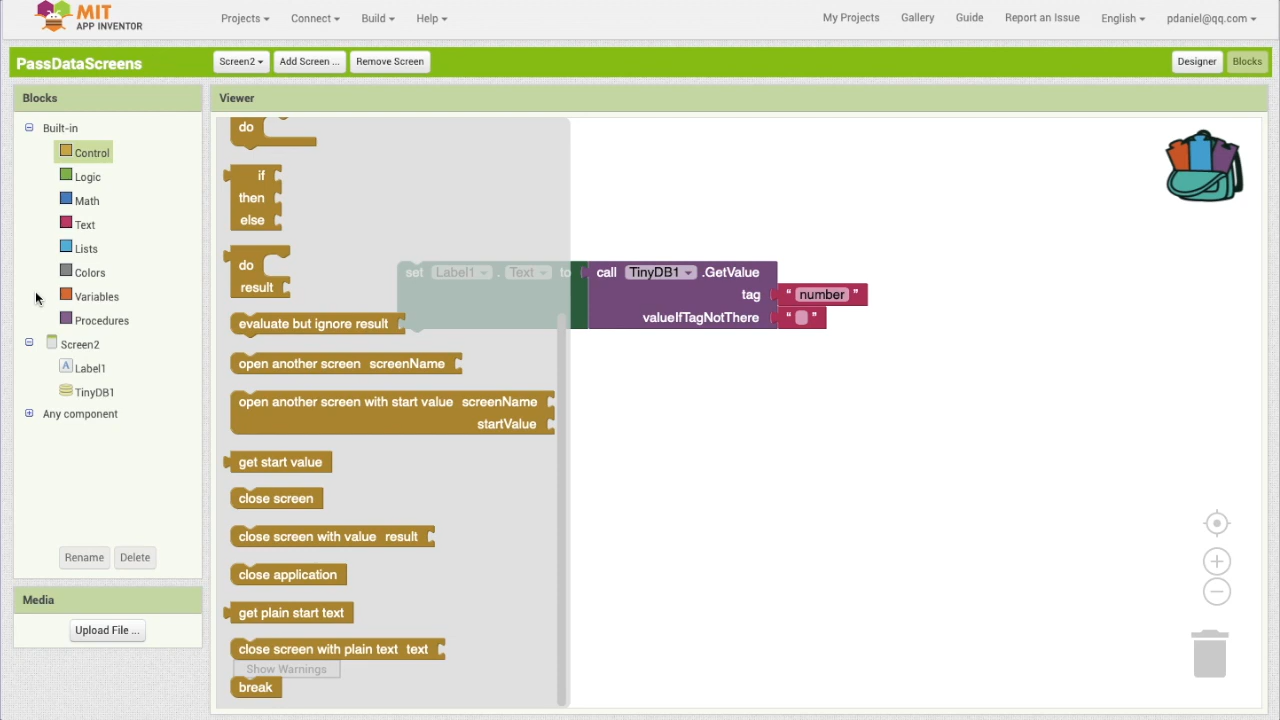 MIT
APP INVENTOR
Projects
Connect
Build
Help
My Projects
Gallery
Guide
Report an Issue
English
pdaniel@qq.com
PassDataScreens
Screen2
Add Screen ...
Remove Screen
Designer
Blocks
Blocks
Built-in
Control
Logic
Math
Text
Lists
Colors
Variables
Procedures
Screen2
Label1
TinyDB1
Any component
Rename
Delete
Media
Upload File ...
Viewer
do
if
then
else
do
result
evaluate but ignore result
open another screen screenName
open another screen with start value screenName
startValue
get start value
close screen
close screen with value result
close application
get plain start text
close screen with plain text text
Show Warnings
break
set Label1 . Text to call TinyDB1 .GetValue
tag " number "
valueIfTagNotThere " "